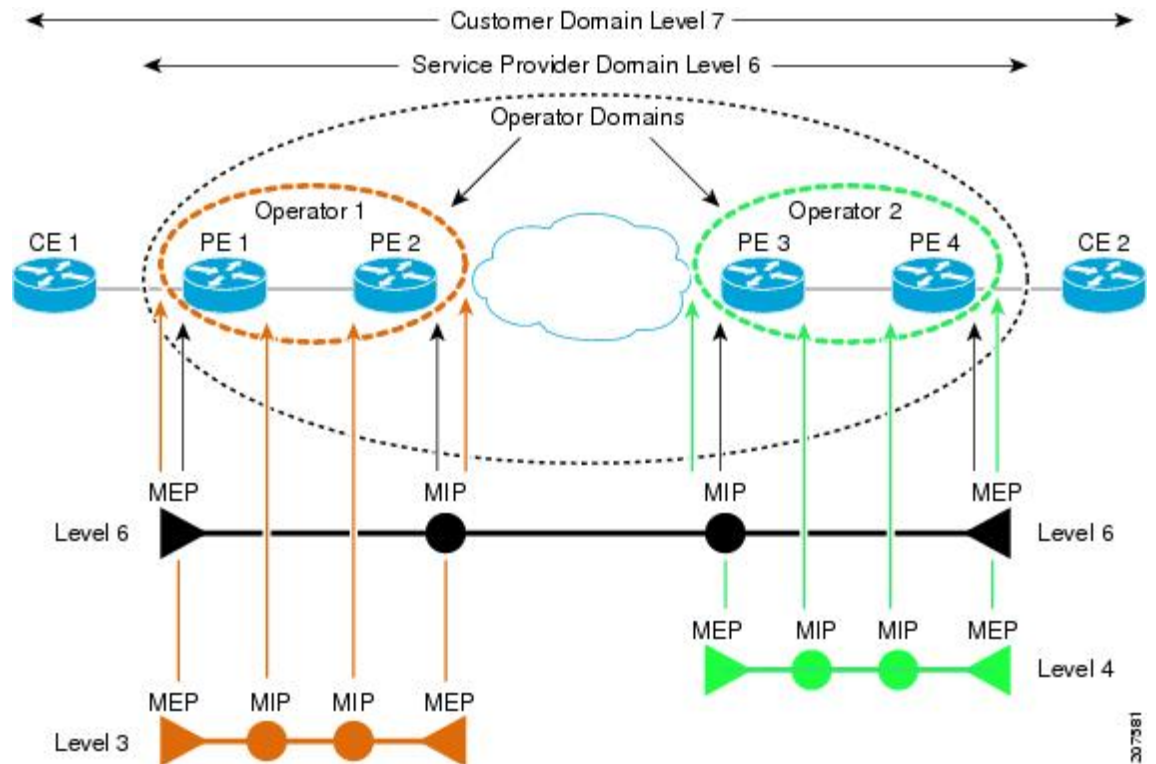 Customer Domain Level 7
Service Provider Domain Level 6
Operator Domains
Operator 1
Operator 2
CE 1
PE 1
PE 2
PE 3
PE 4
CE 2
MEP
MIP
MIP
MEP
Level 6
Level 6
MEP
MIP
MIP
MEP
Level 4
MEP
MIP
MIP
MEP
Level 3
207581